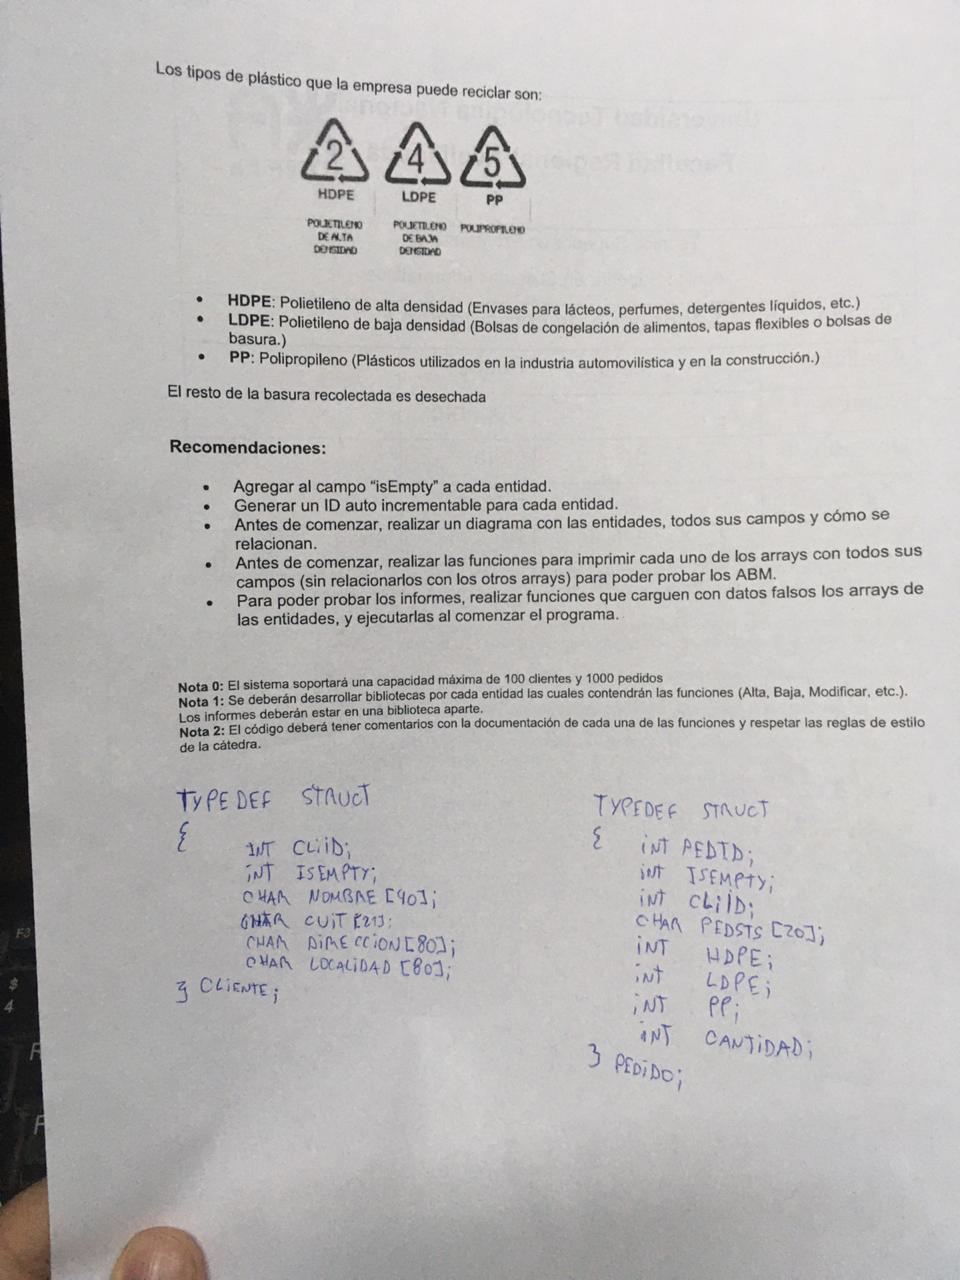 Los tipos de plástico que la empresa puede reciclar son:
2 4 5
HDPE LDPE PP
POLIETILENO DE ALTA DENSIDAD
POLIETILENO DE BAJA DENSIDAD
POLIPROPILENO
• HDPE: Polietileno de alta densidad (Envases para lácteos, perfumes, detergentes líquidos, etc.)
• LDPE: Polietileno de baja densidad (Bolsas de congelación de alimentos, tapas flexibles o bolsas de
basura.)
• PP: Polipropileno (Plásticos utilizados en la industria automovilística y en la construcción.)
El resto de la basura recolectada es desechada
Recomendaciones:
• Agregar al campo “isEmpty” a cada entidad.
• Generar un ID auto incrementable para cada entidad.
• Antes de comenzar, realizar un diagrama con las entidades, todos sus campos y cómo se
relacionan.
• Antes de comenzar, realizar las funciones para imprimir cada uno de los arrays con todos sus
campos (sin relacionarlos con los otros arrays) para poder probar los ABM.
• Para poder probar los informes, realizar funciones que carguen con datos falsos los arrays de
las entidades, y ejecutarlas al comenzar el programa.
Nota 0: El sistema soportará una capacidad máxima de 100 clientes y 1000 pedidos
Nota 1: Se deberán desarrollar bibliotecas por cada entidad las cuales contendrán las funciones (Alta, Baja, Modificar, etc.).
Los informes deberán estar en una biblioteca aparte.
Nota 2: El código deberá tener comentarios con la documentación de cada una de las funciones y respetar las reglas de estilo
de la cátedra.
TYPEDEF STRUCT
{
INT CLIID;
INT ISEMPTY;
CHAR NOMBRE [40];
CHAR CUIT [21];
CHAR DIRECCION [80];
CHAR LOCALIDAD [80];
} CLIENTE;
TYPEDEF STRUCT
{ INT PEDID;
INT ISEMPTY;
INT CLIID;
CHAR PEDSTS [20];
INT HDPE;
INT LDPE;
INT PP;
INT CANTIDAD;
} PEDIDO;
F3
$
4